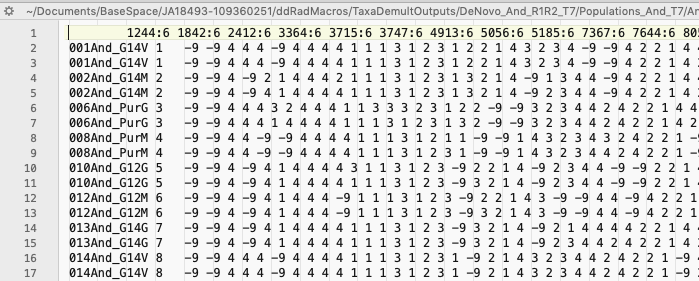 ~/Documents/BaseSpace/JA18493-109360251/ddRadMacros/TaxaDemultOutputs/DeNovo_And_R1R2_T7/Populations_And_T7/An
1 1244:6 1842:6 2412:6 3364:6 3715:6 3747:6 4913:6 5056:6 5185:6 7367:6 7644:6 805
2 001And_G14V 1 -9 -9 4 4 4 -9 4 4 4 1 1 1 3 1 2 3 1 2 2 1 4 3 2 3 4 -9 -9 4 2 2 1 4
3 001And_G14V 1 -9 -9 4 4 4 -9 4 4 4 1 1 1 3 1 2 3 1 2 2 1 4 3 2 3 4 -9 -9 4 2 2 1 4
4 002And_G14M 2 -9 -9 4 -9 2 1 4 4 4 2 1 1 1 3 1 2 3 1 3 2 1 4 -9 1 3 4 4 -9 4 2 2 1
5 002And_G14M 2 -9 -9 4 -9 4 1 4 4 4 4 1 1 1 3 1 2 3 1 3 2 1 4 -9 2 3 4 4 -9 4 2 2 1
6 006And_PurG 3 -9 -9 4 4 4 3 2 4 4 4 1 1 3 3 3 2 3 1 2 2 -9 -9 3 2 3 4 4 2 4 2 2 1 4 4
7 006And_PurG 3 -9 -9 4 4 4 1 4 4 4 4 1 1 1 3 1 2 3 1 3 2 -9 -9 3 2 3 4 4 2 4 2 2 1 4 2
8 008And_PurM 4 -9 -9 4 4 -9 -9 4 4 4 4 1 1 1 3 1 2 1 1 -9 -9 1 4 3 2 3 4 3 2 4 2 2 1 -
9 008And_PurM 4 -9 -9 4 4 -9 -9 4 4 4 4 1 1 1 3 1 2 3 1 -9 -9 1 4 3 2 3 4 4 2 4 2 2 1 -9
10 010And_G12G 5 -9 -9 4 -9 4 1 4 4 4 4 3 1 1 3 1 2 3 -9 2 2 1 4 -9 2 3 4 4 -9 4 2 2 1
11 010And_G12G 5 -9 -9 4 -9 4 1 4 4 4 4 1 1 1 3 1 2 3 -9 3 2 1 4 -9 2 3 4 4 -9 -9 2 2 1
12 012And_G12M 6 -9 -9 4 -9 4 1 4 4 4 -9 1 1 1 3 1 2 3 -9 3 2 1 4 3 -9 -9 4 4 -9 4 2 2 1
13 012And_G12M 6 -9 -9 4 -9 4 1 4 4 4 -9 1 1 1 3 1 2 3 -9 3 2 1 4 3 -9 -9 4 4 -9 4 2 2 1
14 013And_G14G 7 -9 -9 4 -9 4 1 4 4 4 4 1 1 1 3 1 2 3 -9 3 2 1 4 -9 2 3 4 4 4 4 2 2 1 4
15 013And_G14G 7 -9 -9 4 -9 4 1 4 4 4 4 1 1 1 3 1 2 3 -9 3 2 1 4 -9 2 3 4 4 2 4 2 2 1 4
16 014And_G14V 8 -9 -9 4 4 4 -9 4 4 4 4 1 1 1 3 1 2 3 1 -9 2 1 4 3 2 3 4 4 2 4 2 2 1 -9
17 014And_G14V 8 -9 -9 4 4 4 -9 4 4 4 4 1 1 1 3 1 2 3 1 -9 2 1 4 3 2 3 4 4 2 4 2 2 1 -9